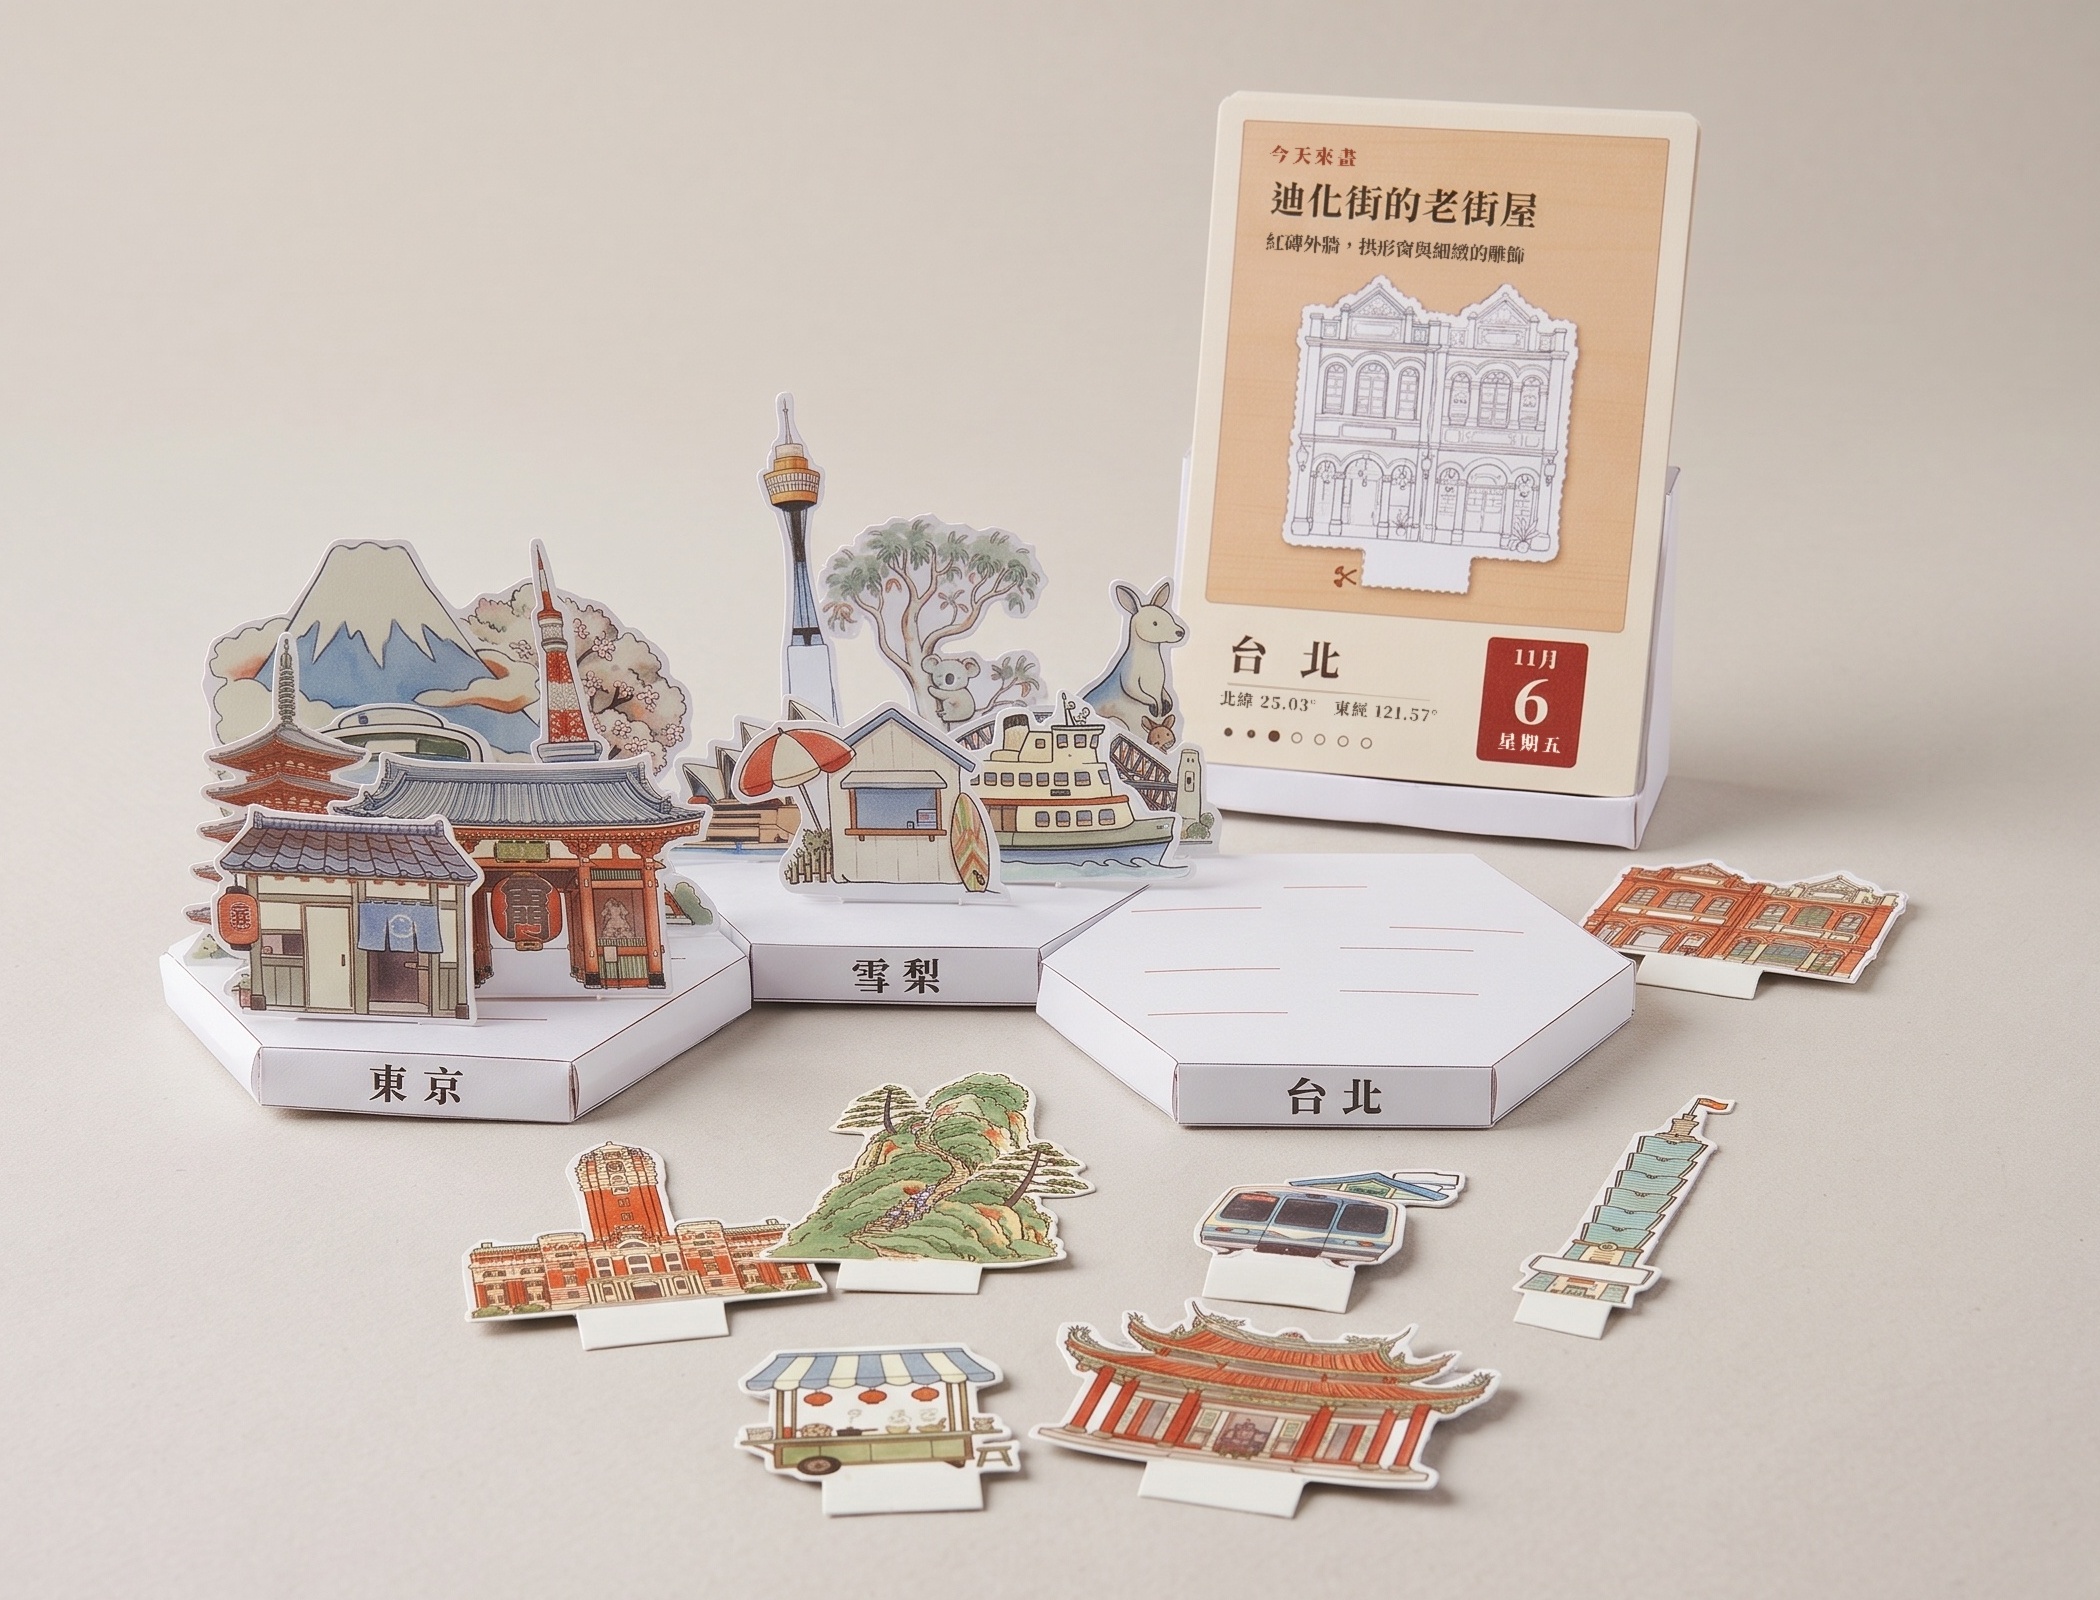 今天來畫
迪化街的老街屋
紅磚外牆，拱形窗與細緻的雕飾
台北
北緯 25.03° 東經 121.57°
11月
6
星期五
雪梨
東京
台北